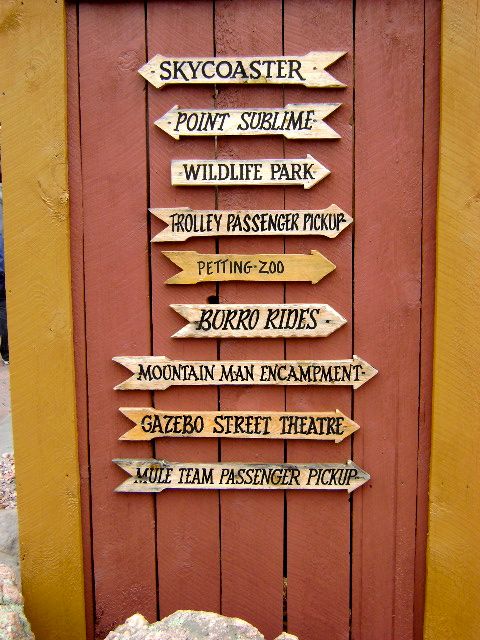 SKYCOASTER
POINT SUBLIME
WILDLIFE PARK
TROLLEY PASSENGER PICKUP
PETTING-ZOO
BURRO RIDES
MOUNTAIN MAN ENCAMPMENT
GAZEBO STREET THEATRE
MULE TEAM PASSENGER PICKUP